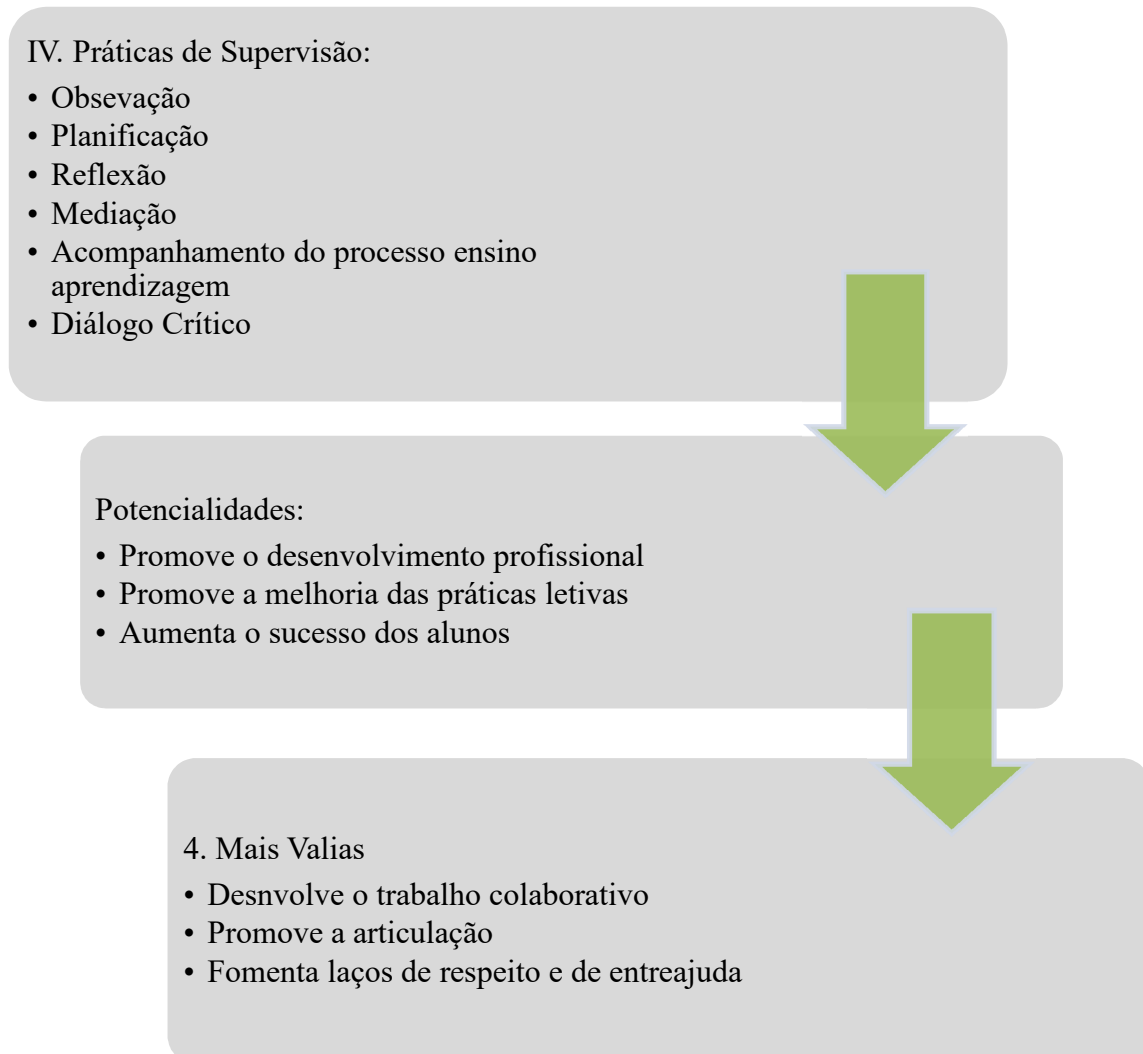 IV. Práticas de Supervisão:
• Obsevação
• Planificação
• Reflexão
• Mediação
• Acompanhamento do processo ensino
aprendizagem
• Diálogo Crítico
Potencialidades:
• Promove o desenvolvimento profissional
• Promove a melhoria das práticas letivas
• Aumenta o sucesso dos alunos
4. Mais Valias
• Desnvolve o trabalho colaborativo
• Promove a articulação
• Fomenta laços de respeito e de entreajuda